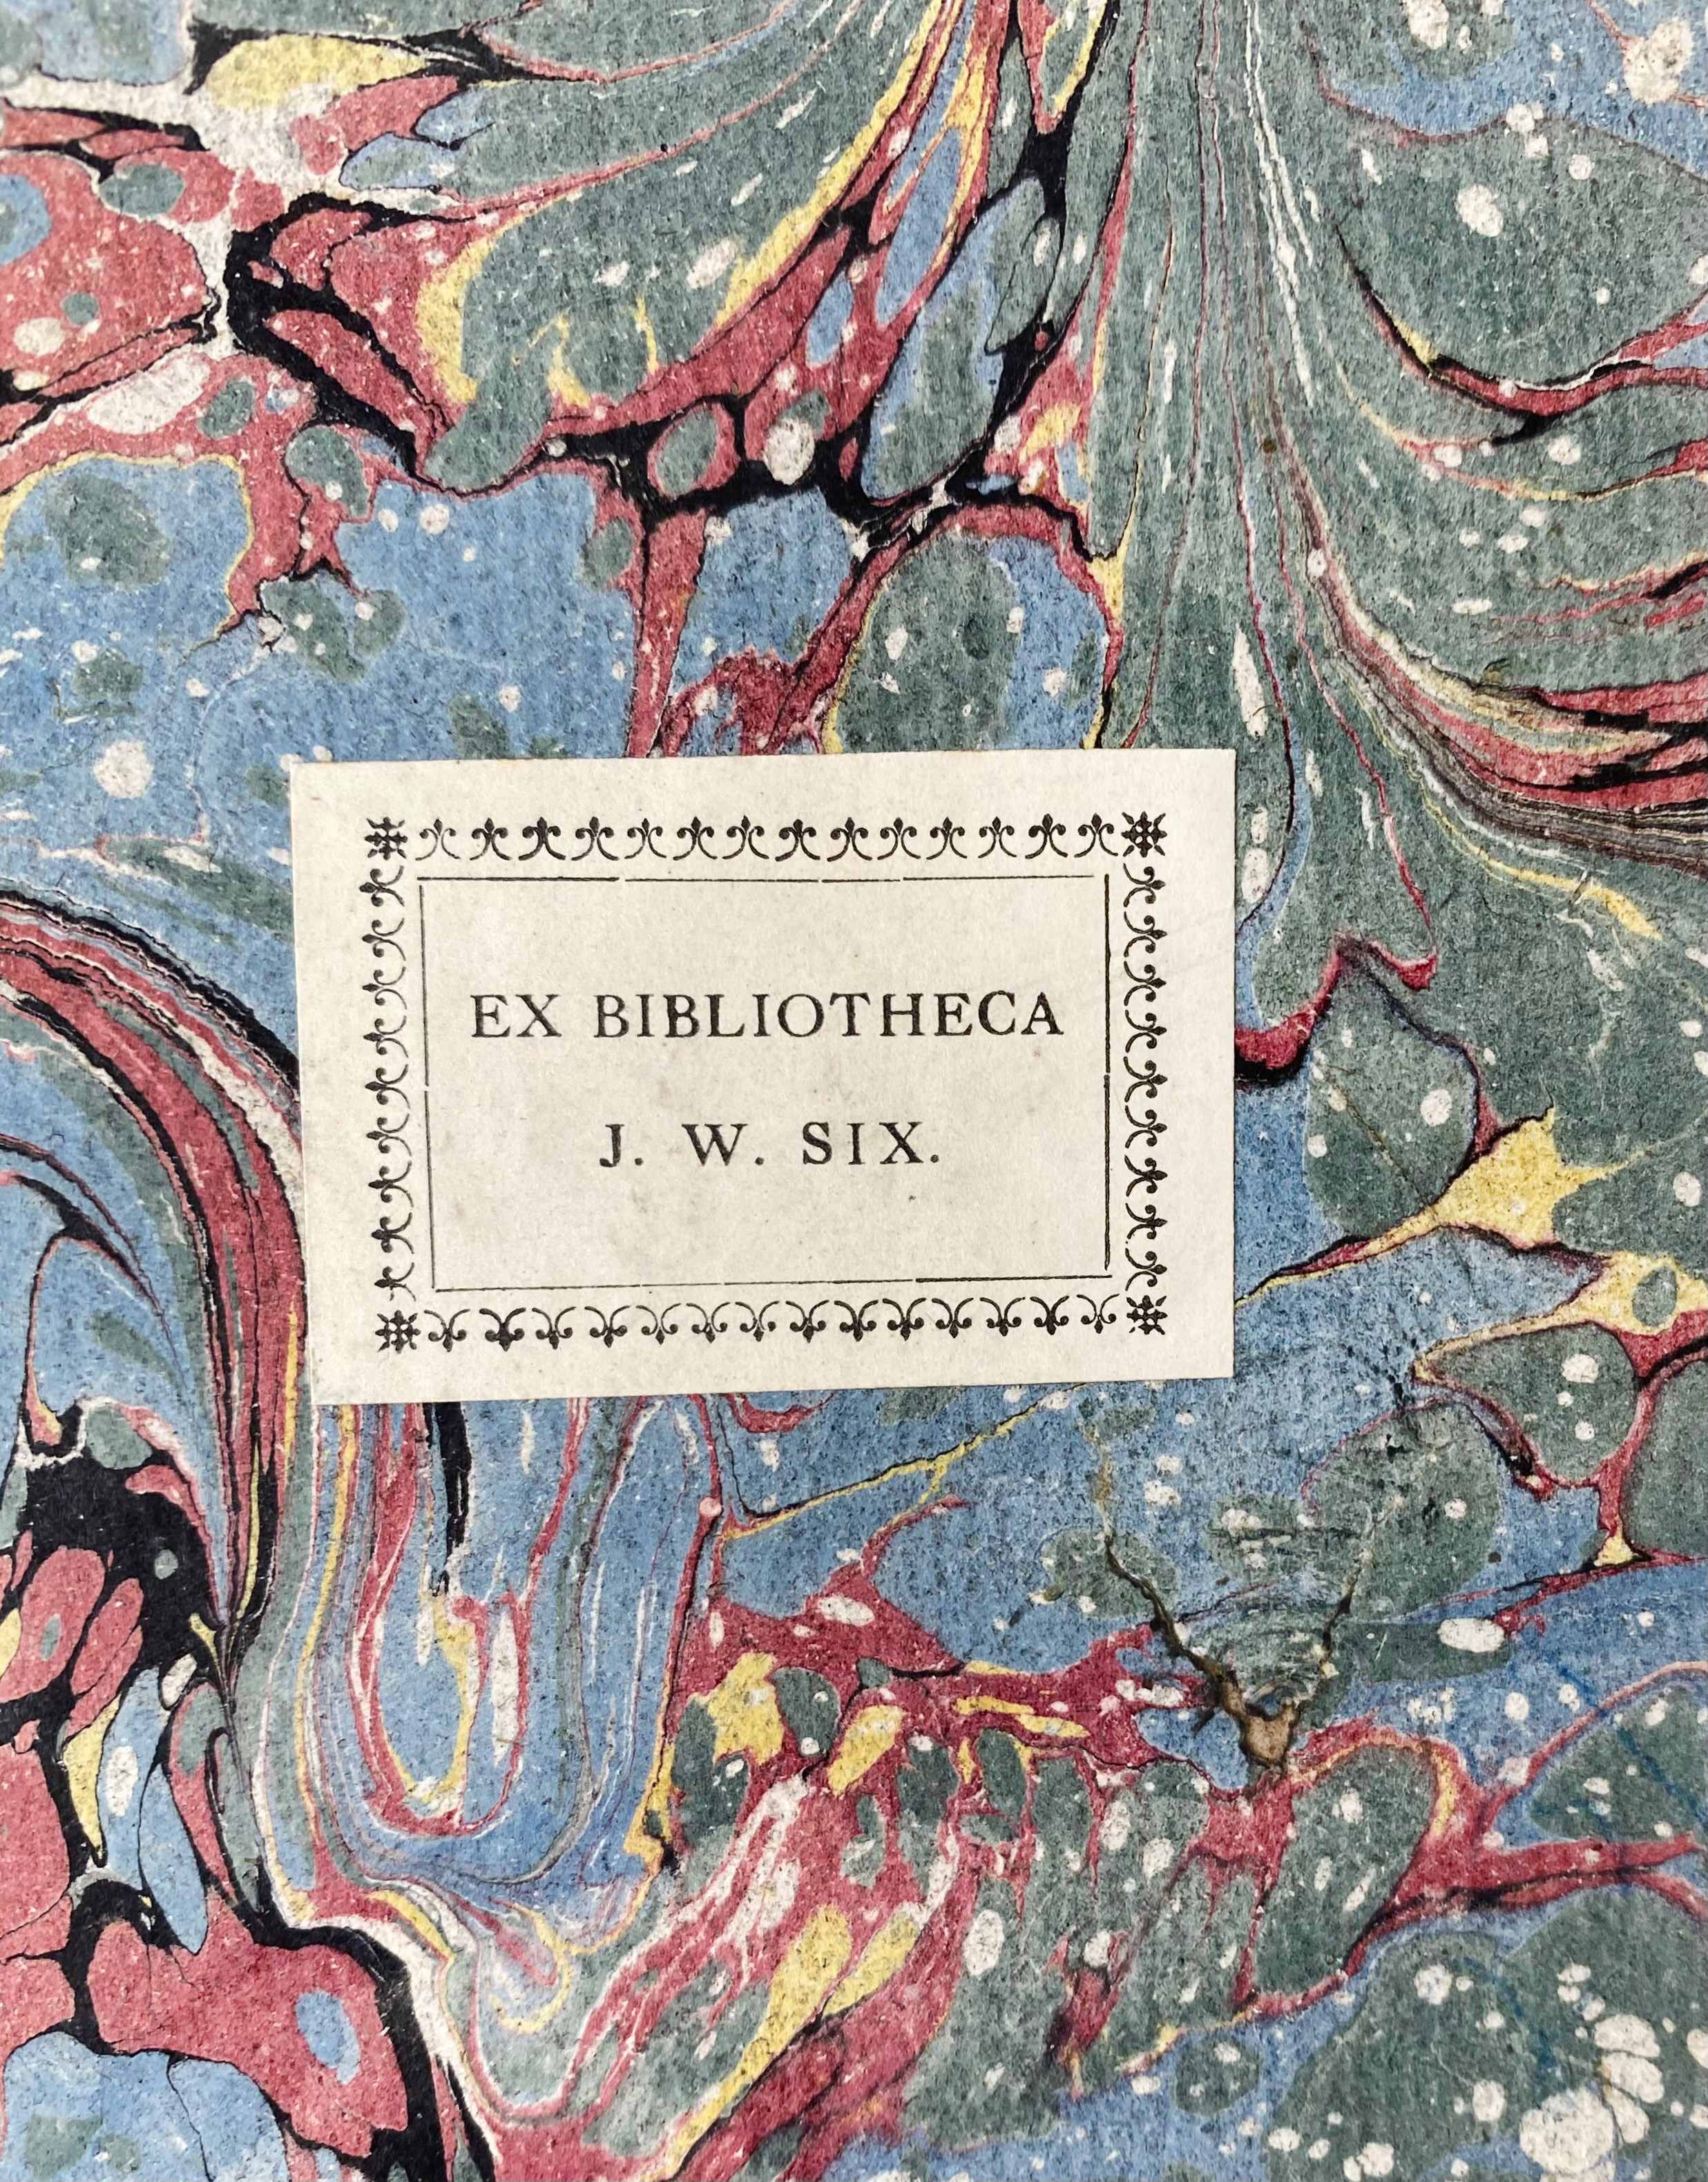 EX BIBLIOTHECA
J. W. SIX.